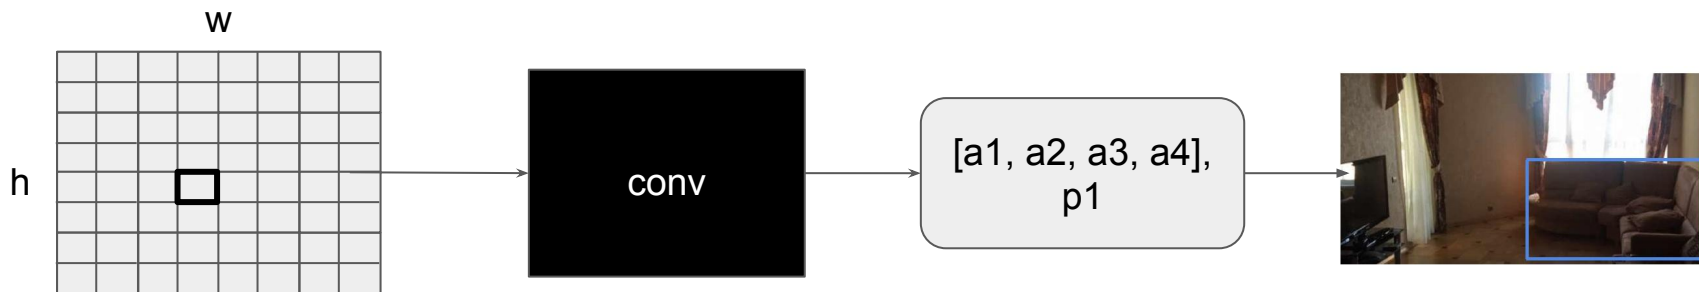 w
h
conv
[a1, a2, a3, a4],
p1